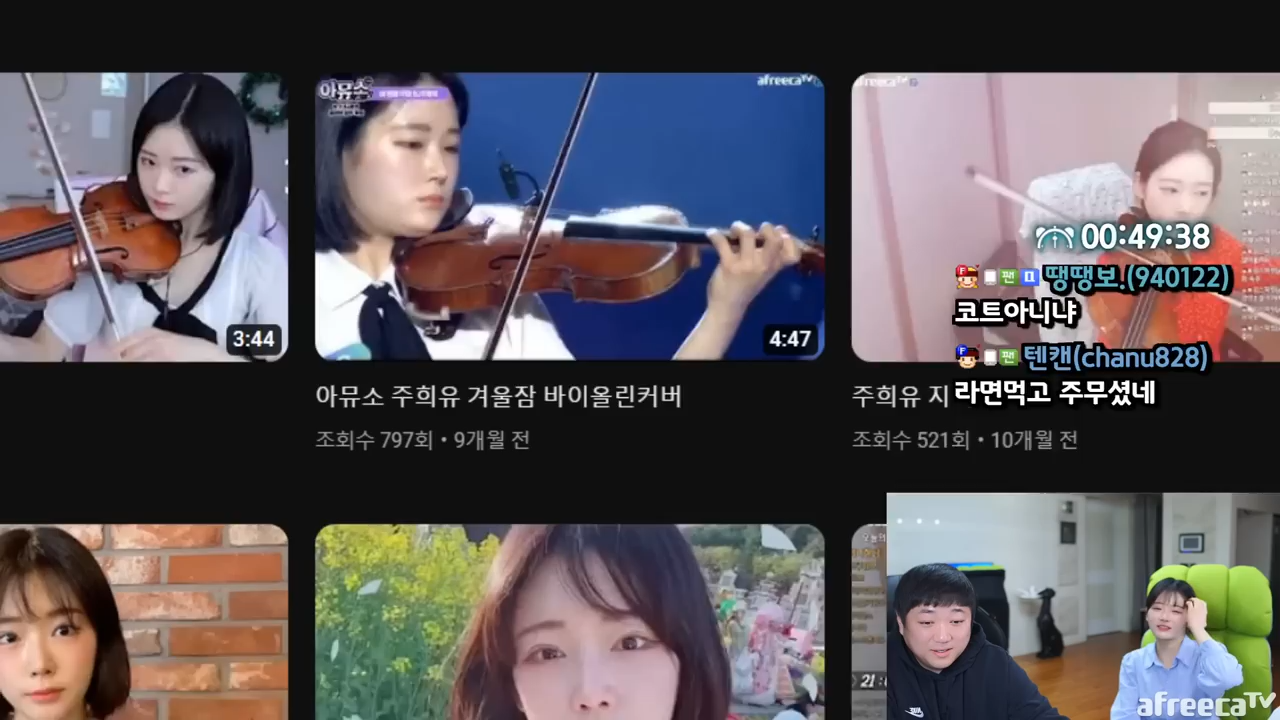 아뮤소
afreecaTV
afreecaTV
3:44
4:47
00:49:38
F 팬 땡땡보.(940122)
코트아니냐
F 팬 텐캔(chanu828)
라면먹고 주무셨네
아뮤소 주희유 겨울잠 바이올린커버
조회수 797회 • 9개월 전
주희유 지
조회수 521회 • 10개월 전
afreecaTV